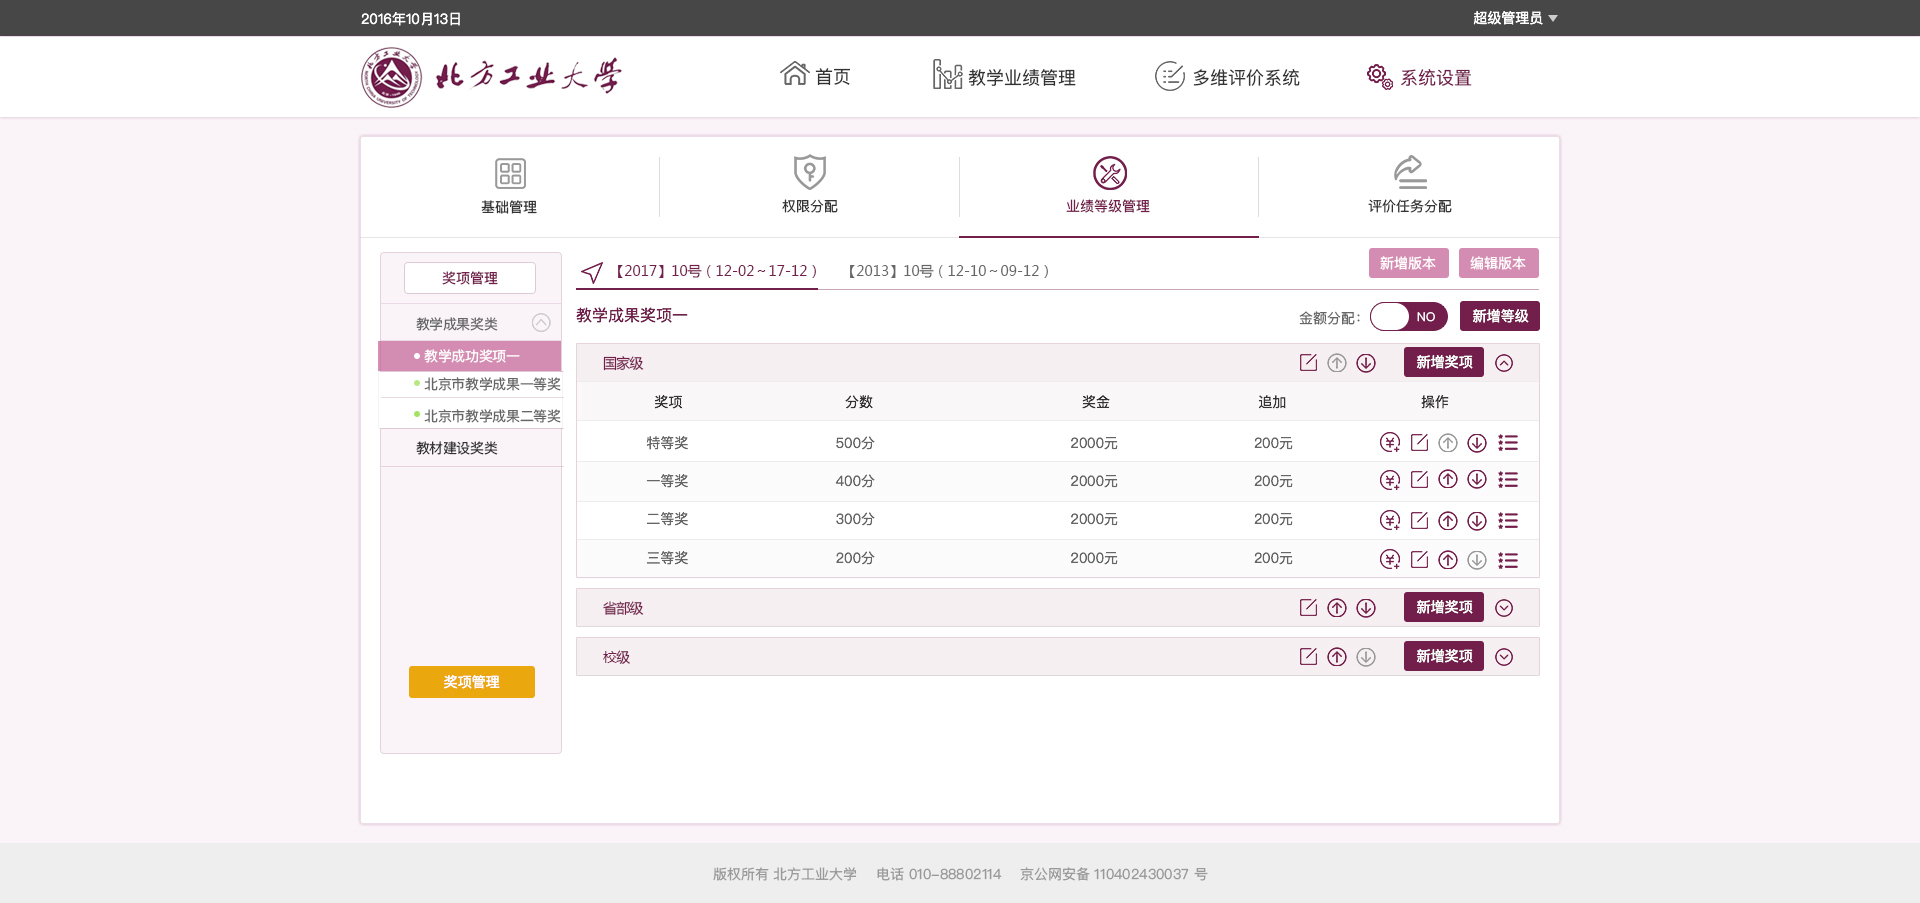 2016年10月13日 超级管理员
北方工业大学 首页 教学业绩管理 多维评价系统 系统设置
基础管理 权限分配 业绩等级管理 评价任务分配
奖项管理
教学成果奖类
教学成功奖项一
北京市教学成果一等奖
北京市教学成果二等奖
教材建设奖类
奖项管理
【2017】10号（12-02～17-12） 【2013】10号（12-10～09-12） 新增版本 编辑版本
教学成果奖项一 金额分配： NO 新增等级
国家级 新增奖项
奖项 分数 奖金 追加 操作
特等奖 500分 2000元 200元
一等奖 400分 2000元 200元
二等奖 300分 2000元 200元
三等奖 200分 2000元 200元
省部级 新增奖项
校级 新增奖项
版权所有 北方工业大学 电话 010-88802114 京公网安备 110402430037 号